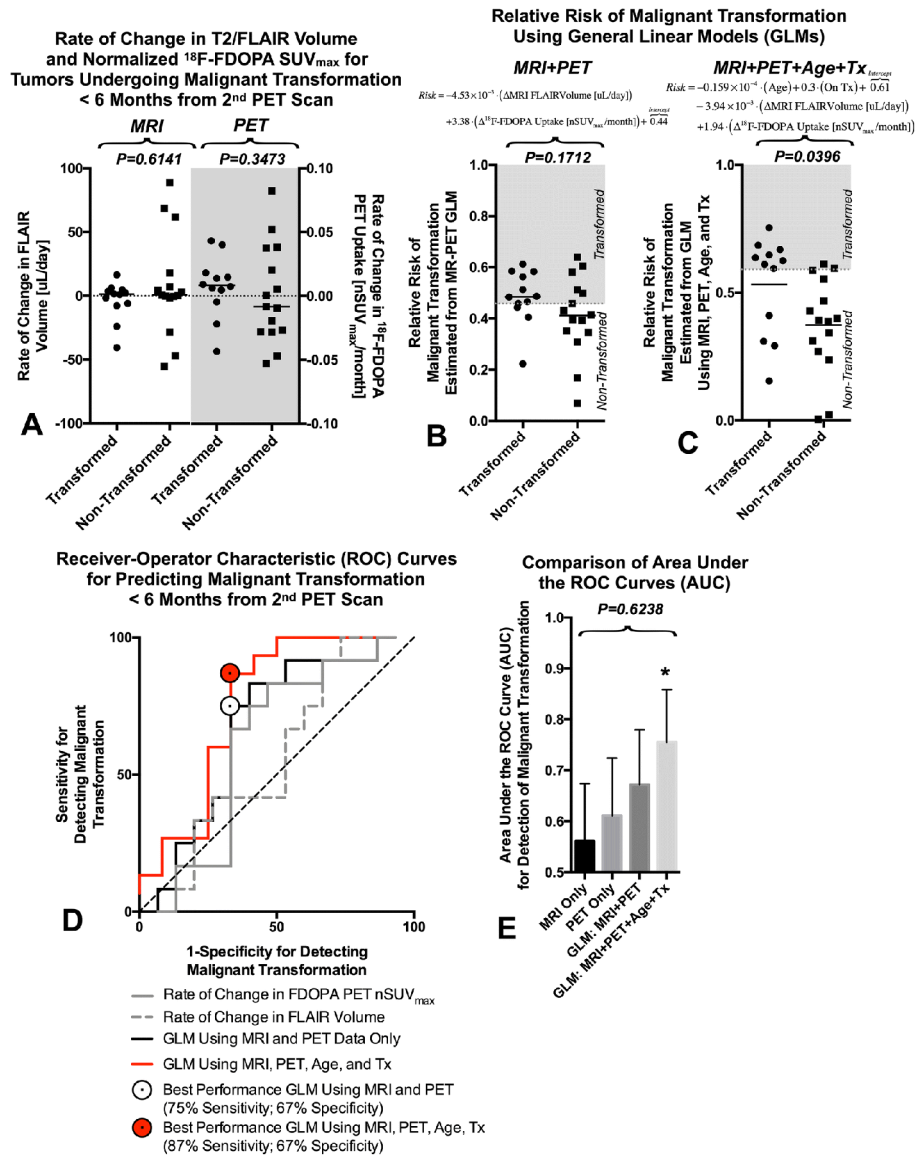 Rate of Change in T2/FLAIR Volume
and Normalized ¹⁸F-FDOPA SUVmax for
Tumors Undergoing Malignant Transformation
< 6 Months from 2nd PET Scan
MRI PET
P=0.6141 P=0.3473
Rate of Change in FLAIR
Volume [uL/day]
100
50
0
-50
-100
0.10
0.05
0.00
-0.05
-0.10
Rate of Change in ¹⁸F-FDOPA
PET Uptake [nSUVmax/month]
Transformed
Non-Transformed
Transformed
Non-Transformed
A
Relative Risk of Malignant Transformation
Using General Linear Models (GLMs)
MRI+PET
Risk = −4.53×10⁻⁵ · (ΔMRI FLAIRVolume [uL/day])
Intercept
+3.38 · (Δ¹⁸F-FDOPA Uptake [nSUVmax/month]) + 0.44
P=0.1712
Relative Risk of
Malignant Transformation
Estimated from MR-PET GLM
1.0
0.8
0.6
0.4
0.2
0.0
Transformed
Non-Transformed
Transformed
Non-Transformed
B
MRI+PET+Age+Tx
Intercept
Risk = −0.159×10⁻⁴ · (Age) + 0.3 · (On Tx) + 0.61
−3.94×10⁻³ · (ΔMRI FLAIRVolume [uL/day])
+1.94 · (Δ¹⁸F-FDOPA Uptake [nSUVmax/month])
P=0.0396
Relative Risk of
Malignant Transformation
Estimated from GLM
Using MRI, PET, Age, and Tx
1.0
0.5
0.0
Transformed
Non-Transformed
Transformed
Non-Transformed
C
Receiver-Operator Characteristic (ROC) Curves
for Predicting Malignant Transformation
< 6 Months from 2nd PET Scan
Sensitivity for
Detecting Malignant
Transformation
100
50
0
0 50 100
D
1-Specificity for Detecting
Malignant Transformation
Rate of Change in FDOPA PET nSUVmax
Rate of Change in FLAIR Volume
GLM Using MRI and PET Data Only
GLM Using MRI, PET, Age, and Tx
Best Performance GLM Using MRI and PET
(75% Sensitivity; 67% Specificity)
Best Performance GLM Using MRI, PET, Age, Tx
(87% Sensitivity; 67% Specificity)
Comparison of Area Under
the ROC Curves (AUC)
P=0.6238
*
Area Under the ROC Curve (AUC)
for Detection of Malignant Transformation
1.0
0.9
0.8
0.7
0.6
0.5
MRI Only
PET Only
GLM: MRI+PET
GLM: MRI+PET+Age+Tx
E